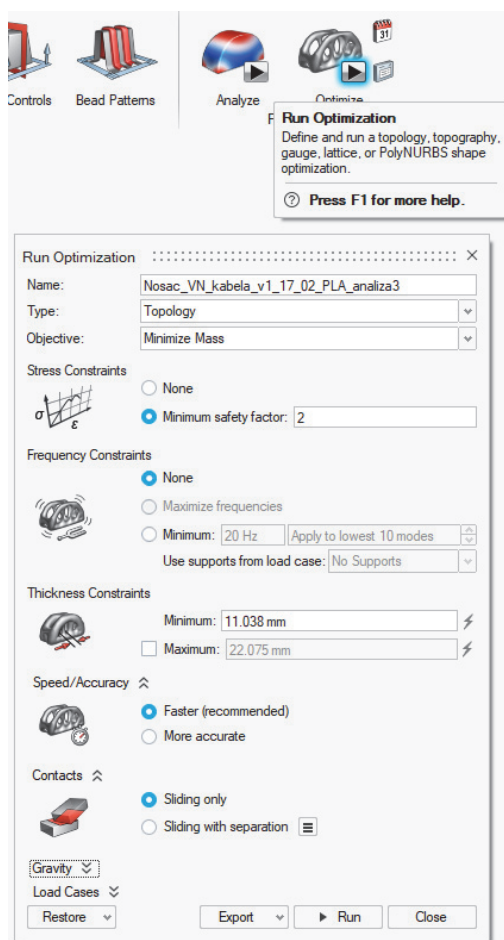 Controls Bead Patterns Analyze Optimize
31
F
Run Optimization
Define and run a topology, topography,
gauge, lattice, or PolyNURBS shape
optimization.
Press F1 for more help.
Run Optimization
Name: Nosac_VN_kabela_v1_17_02_PLA_analiza3
Type: Topology
Objective: Minimize Mass
Stress Constraints
None
σ ε Minimum safety factor: 2
Frequency Constraints
None
Maximize frequencies
Minimum: 20 Hz Apply to lowest 10 modes
Use supports from load case: No Supports
Thickness Constraints
Minimum: 11.038 mm
Maximum: 22.075 mm
Speed/Accuracy
Faster (recommended)
More accurate
Contacts
Sliding only
Sliding with separation
Gravity
Load Cases
Restore Export Run Close